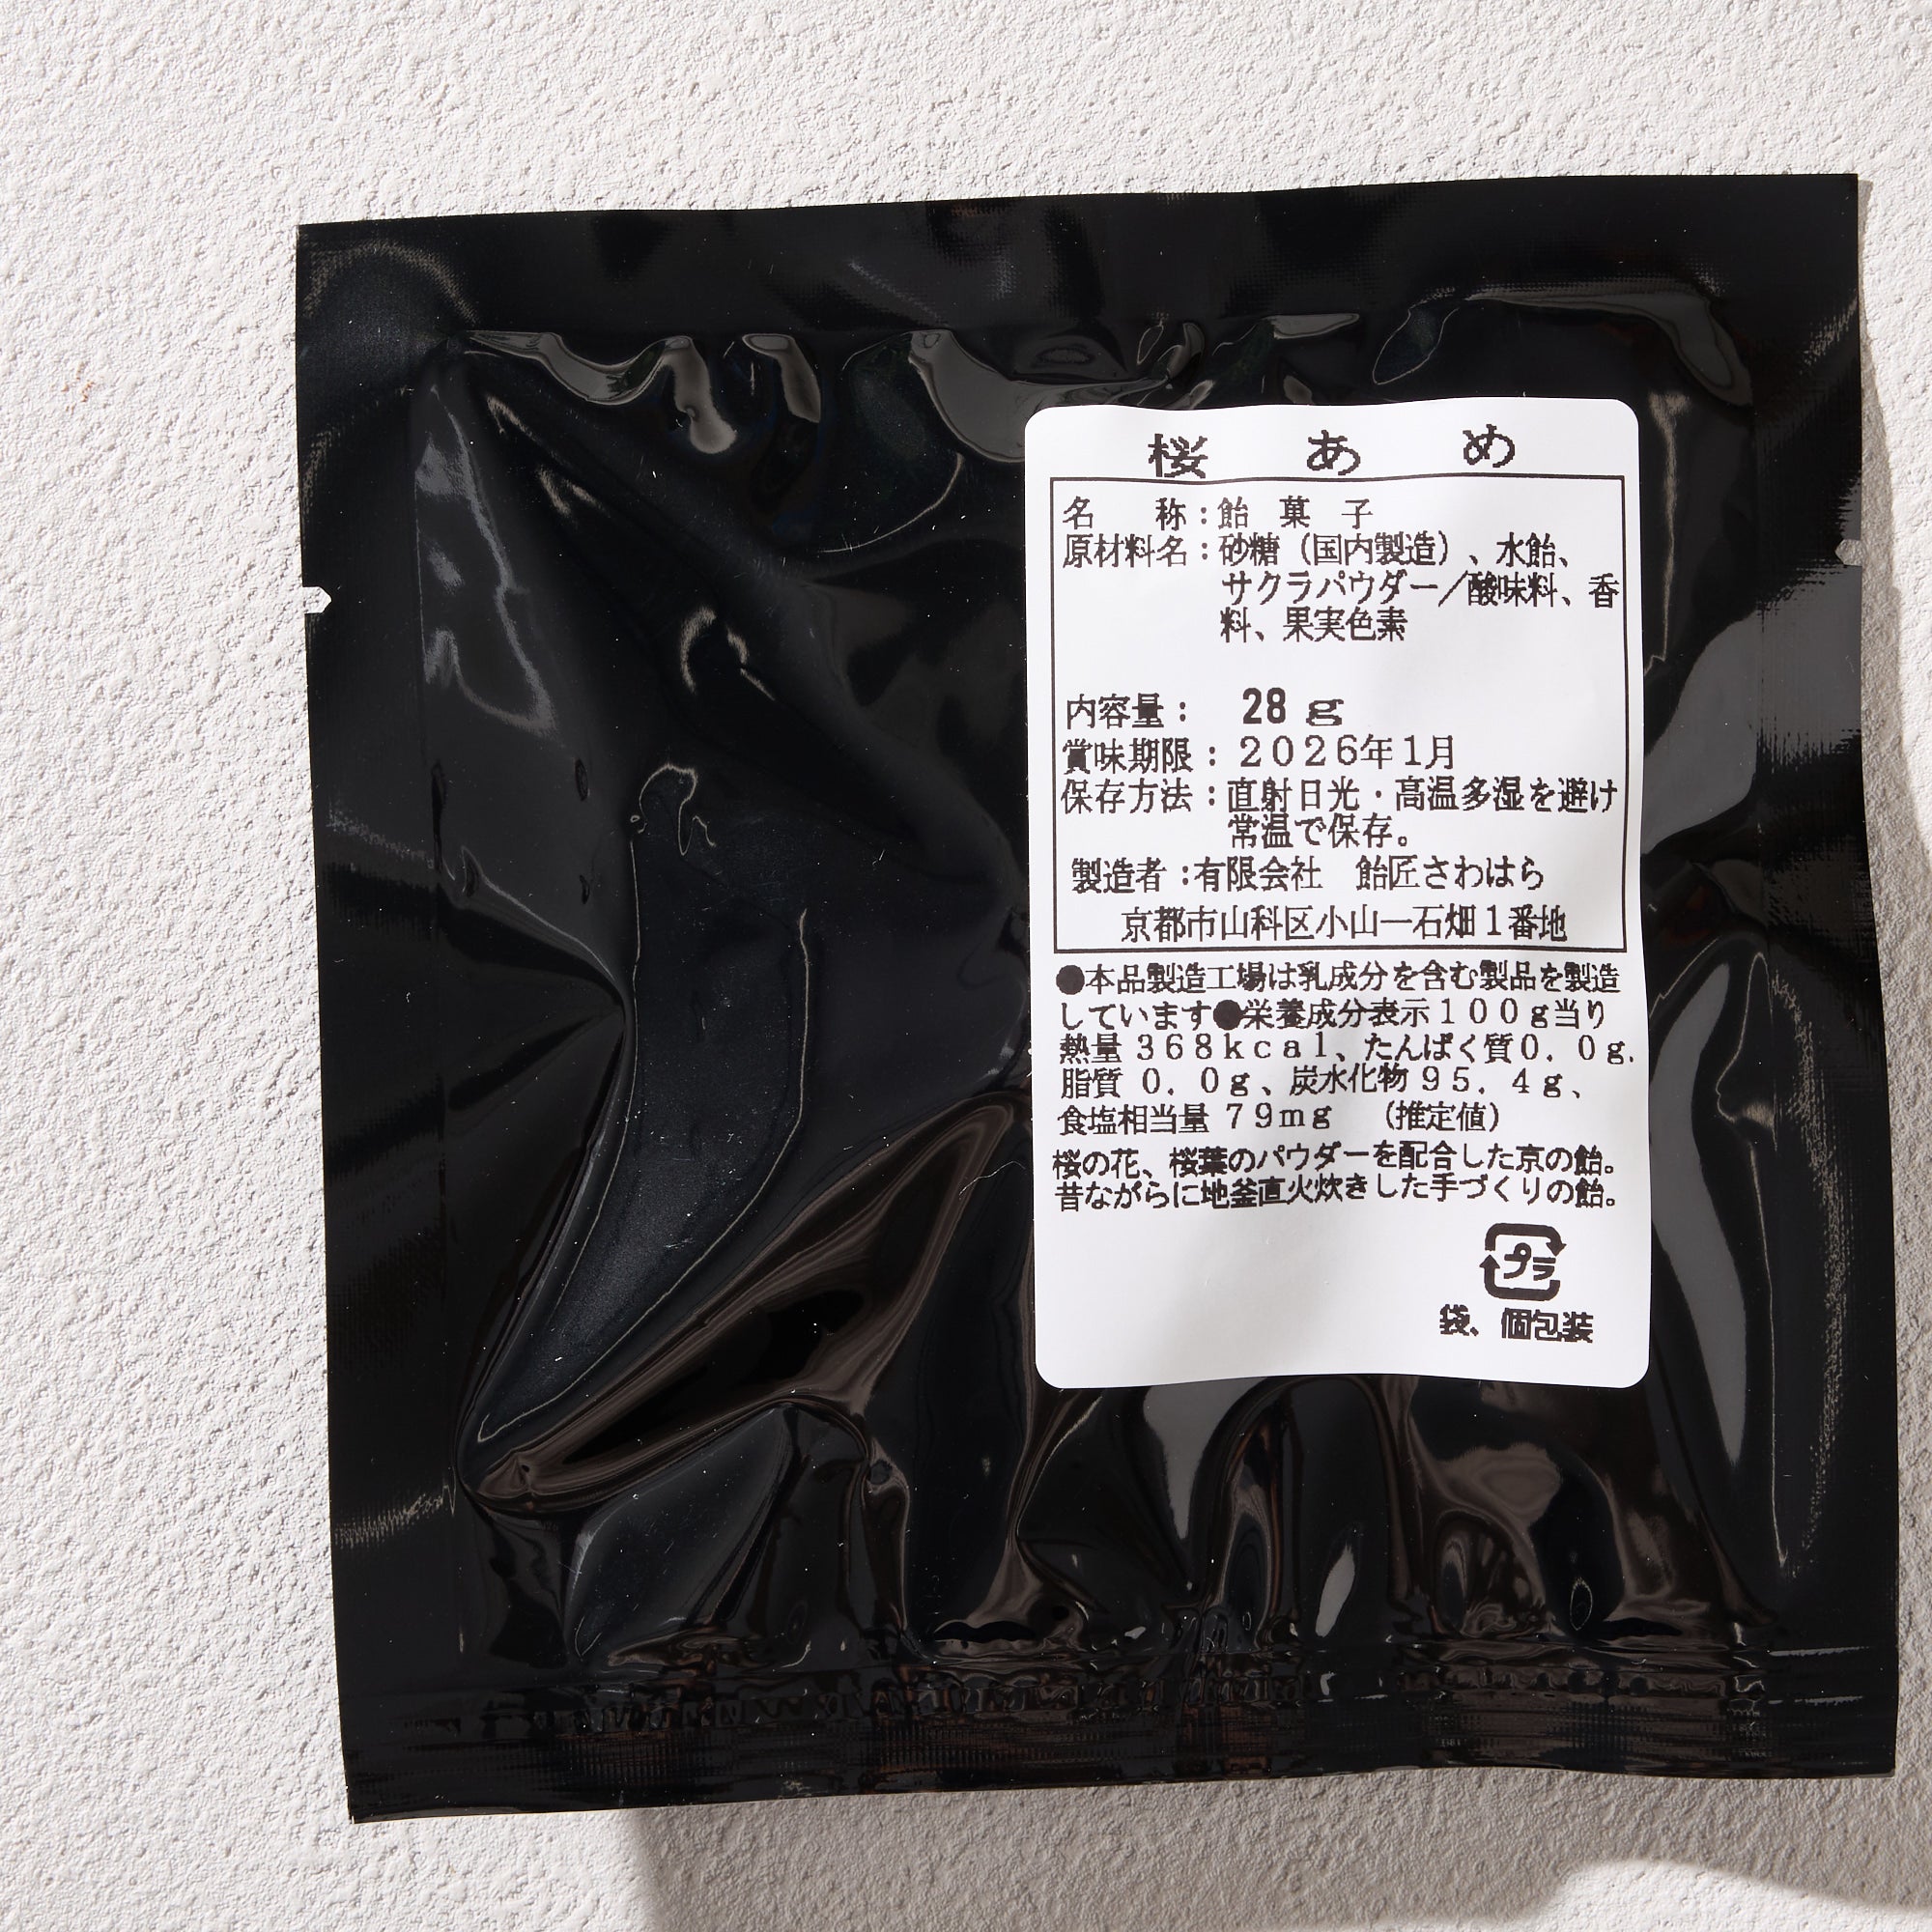 桜 あ め
名 称：飴 菓 子
原材料名：砂糖（国内製造）、水飴、
サクラパウダー／酸味料、香
料、果実色素
内容量： 28 g
賞味期限：２０２６年１月
保存方法：直射日光・高温多湿を避け
常温で保存。
製造者：有限会社 飴匠さわはら
京都市山科区小山一石畑１番地
●本品製造工場は乳成分を含む製品を製造
しています●栄養成分表示１００ｇ当り
熱量 ３６８ｋｃａｌ、たんぱく質０．０ｇ、
脂質 ０．０ｇ、炭水化物 ９５．４ｇ、
食塩相当量 ７９ｍｇ （推定値）
桜の花、桜葉のパウダーを配合した京の飴。
昔ながらに地釜直火炊きした手づくりの飴。
プラ
袋、個包装